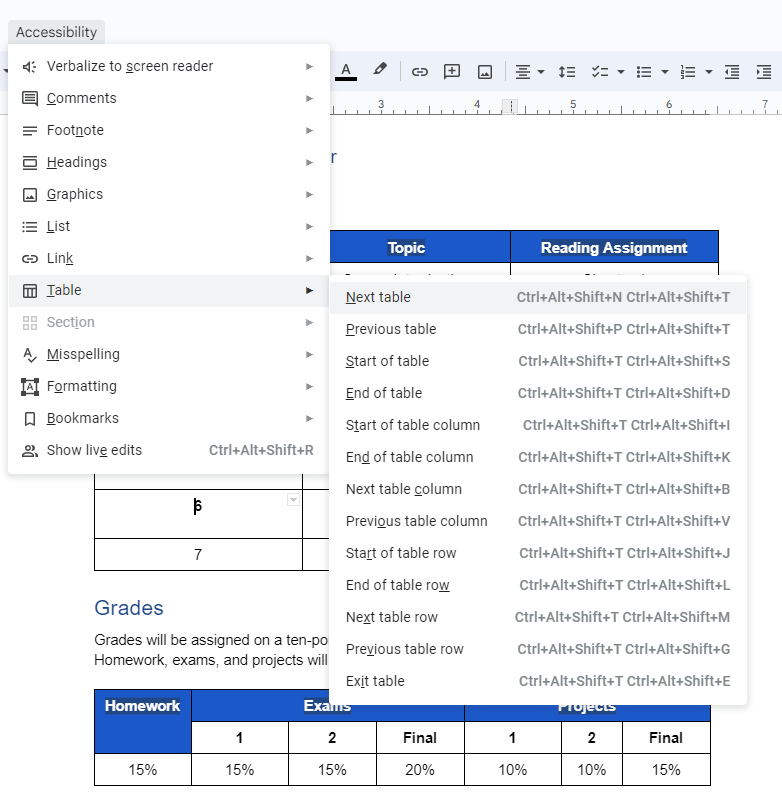 Accessibility
Verbalize to screen reader
Comments
Footnote
Headings
Graphics
List
Link
Table
Section
Misspelling
Formatting
Bookmarks
Show live edits Ctrl+Alt+Shift+R
A
3 4 5 6 7
r
Topic Reading Assignment
Next table Ctrl+Alt+Shift+N Ctrl+Alt+Shift+T
Previous table Ctrl+Alt+Shift+P Ctrl+Alt+Shift+T
Start of table Ctrl+Alt+Shift+T Ctrl+Alt+Shift+S
End of table Ctrl+Alt+Shift+T Ctrl+Alt+Shift+D
Start of table column Ctrl+Alt+Shift+T Ctrl+Alt+Shift+I
End of table column Ctrl+Alt+Shift+T Ctrl+Alt+Shift+K
Next table column Ctrl+Alt+Shift+T Ctrl+Alt+Shift+B
Previous table column Ctrl+Alt+Shift+T Ctrl+Alt+Shift+V
Start of table row Ctrl+Alt+Shift+T Ctrl+Alt+Shift+J
End of table row Ctrl+Alt+Shift+T Ctrl+Alt+Shift+L
Next table row Ctrl+Alt+Shift+T Ctrl+Alt+Shift+M
Previous table row Ctrl+Alt+Shift+T Ctrl+Alt+Shift+G
Exit table Ctrl+Alt+Shift+T Ctrl+Alt+Shift+E
6
7
Grades
Grades will be assigned on a ten-po
Homework, exams, and projects will
Homework Exams Projects
1 2 Final 1 2 Final
15% 15% 15% 20% 10% 10% 15%